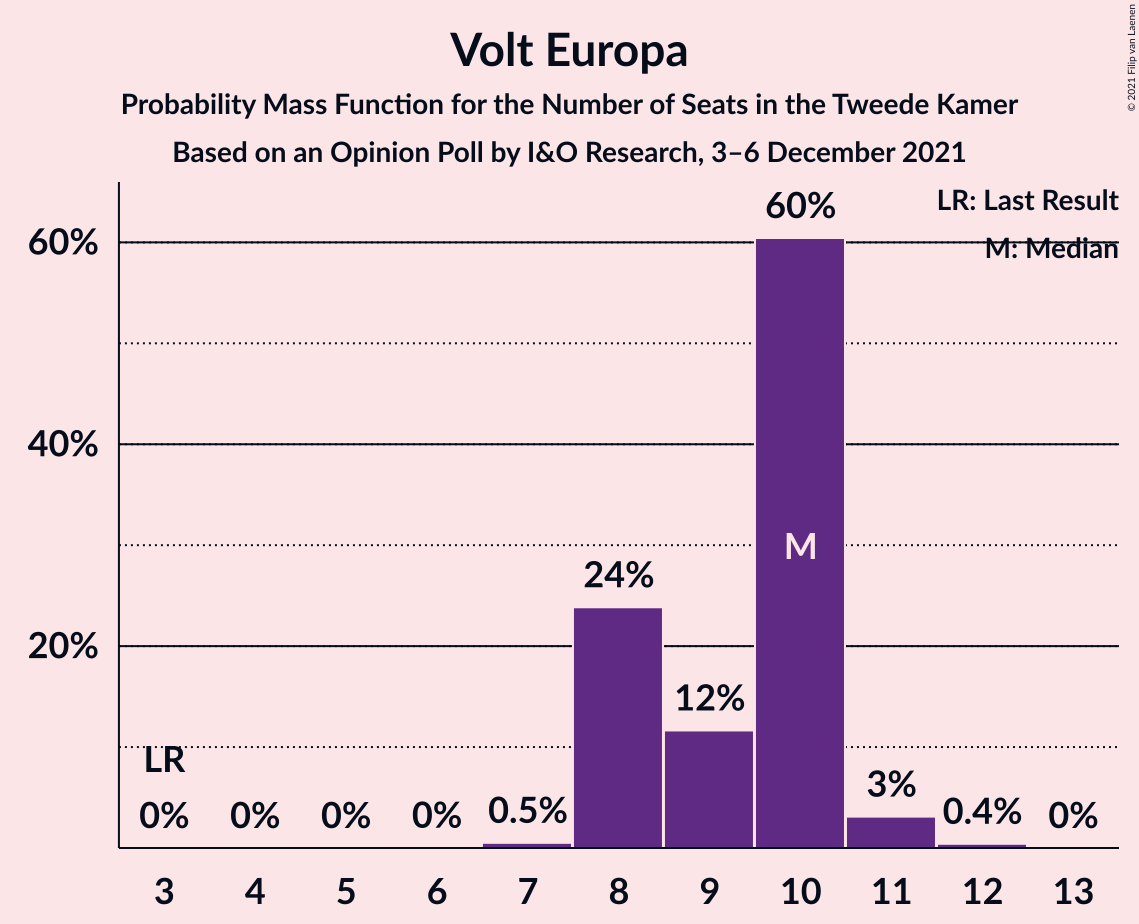 Volt Europa
Probability Mass Function for the Number of Seats in the Tweede Kamer
Based on an Opinion Poll by I&O Research, 3–6 December 2021
© 2021 Filip van Laenen
LR: Last Result
M: Median
60%
40%
20%
LR
0%
0%
0%
0%
0.5%
24%
12%
60%
M
3%
0.4%
0%
3 4 5 6 7 8 9 10 11 12 13